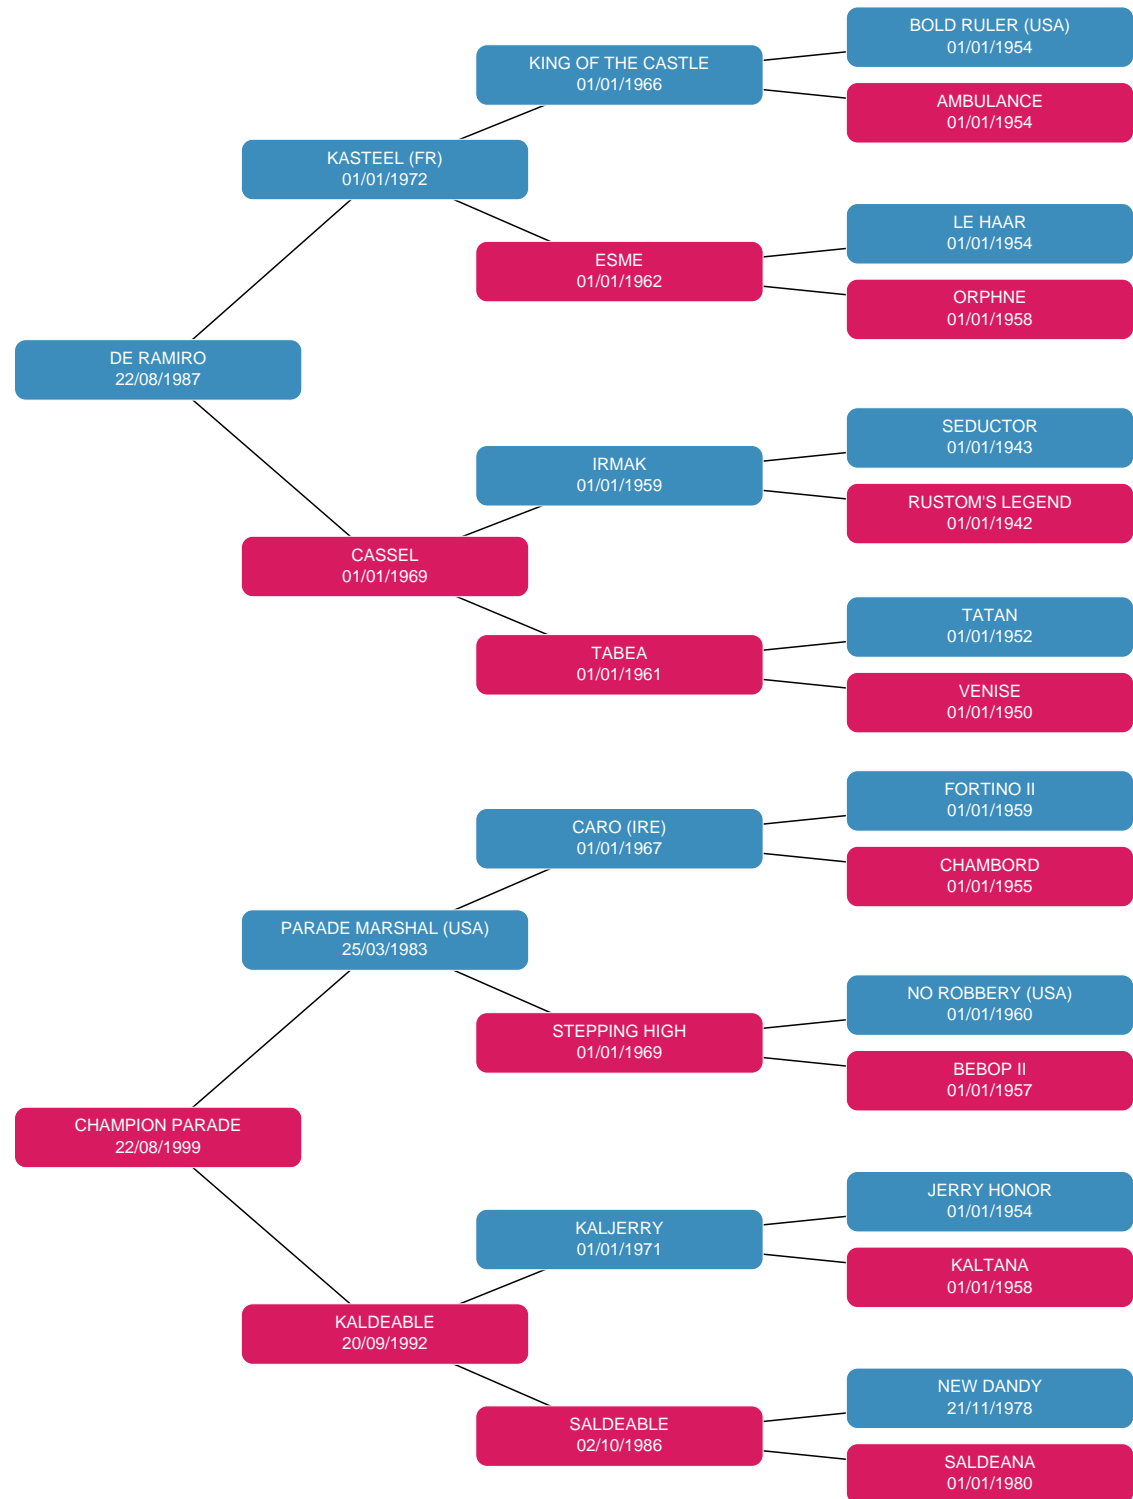 BOLD RULER (USA)
01/01/1954
KING OF THE CASTLE
01/01/1966
AMBULANCE
01/01/1954
KASTEEL (FR)
01/01/1972
LE HAAR
01/01/1954
ESME
01/01/1962
ORPHNE
01/01/1958
DE RAMIRO
22/08/1987
SEDUCTOR
01/01/1943
IRMAK
01/01/1959
RUSTOM'S LEGEND
01/01/1942
CASSEL
01/01/1969
TATAN
01/01/1952
TABEA
01/01/1961
VENISE
01/01/1950
FORTINO II
01/01/1959
CARO (IRE)
01/01/1967
CHAMBORD
01/01/1955
PARADE MARSHAL (USA)
25/03/1983
NO ROBBERY (USA)
01/01/1960
STEPPING HIGH
01/01/1969
BEBOP II
01/01/1957
CHAMPION PARADE
22/08/1999
JERRY HONOR
01/01/1954
KALJERRY
01/01/1971
KALTANA
01/01/1958
KALDEABLE
20/09/1992
NEW DANDY
21/11/1978
SALDEABLE
02/10/1986
SALDEANA
01/01/1980